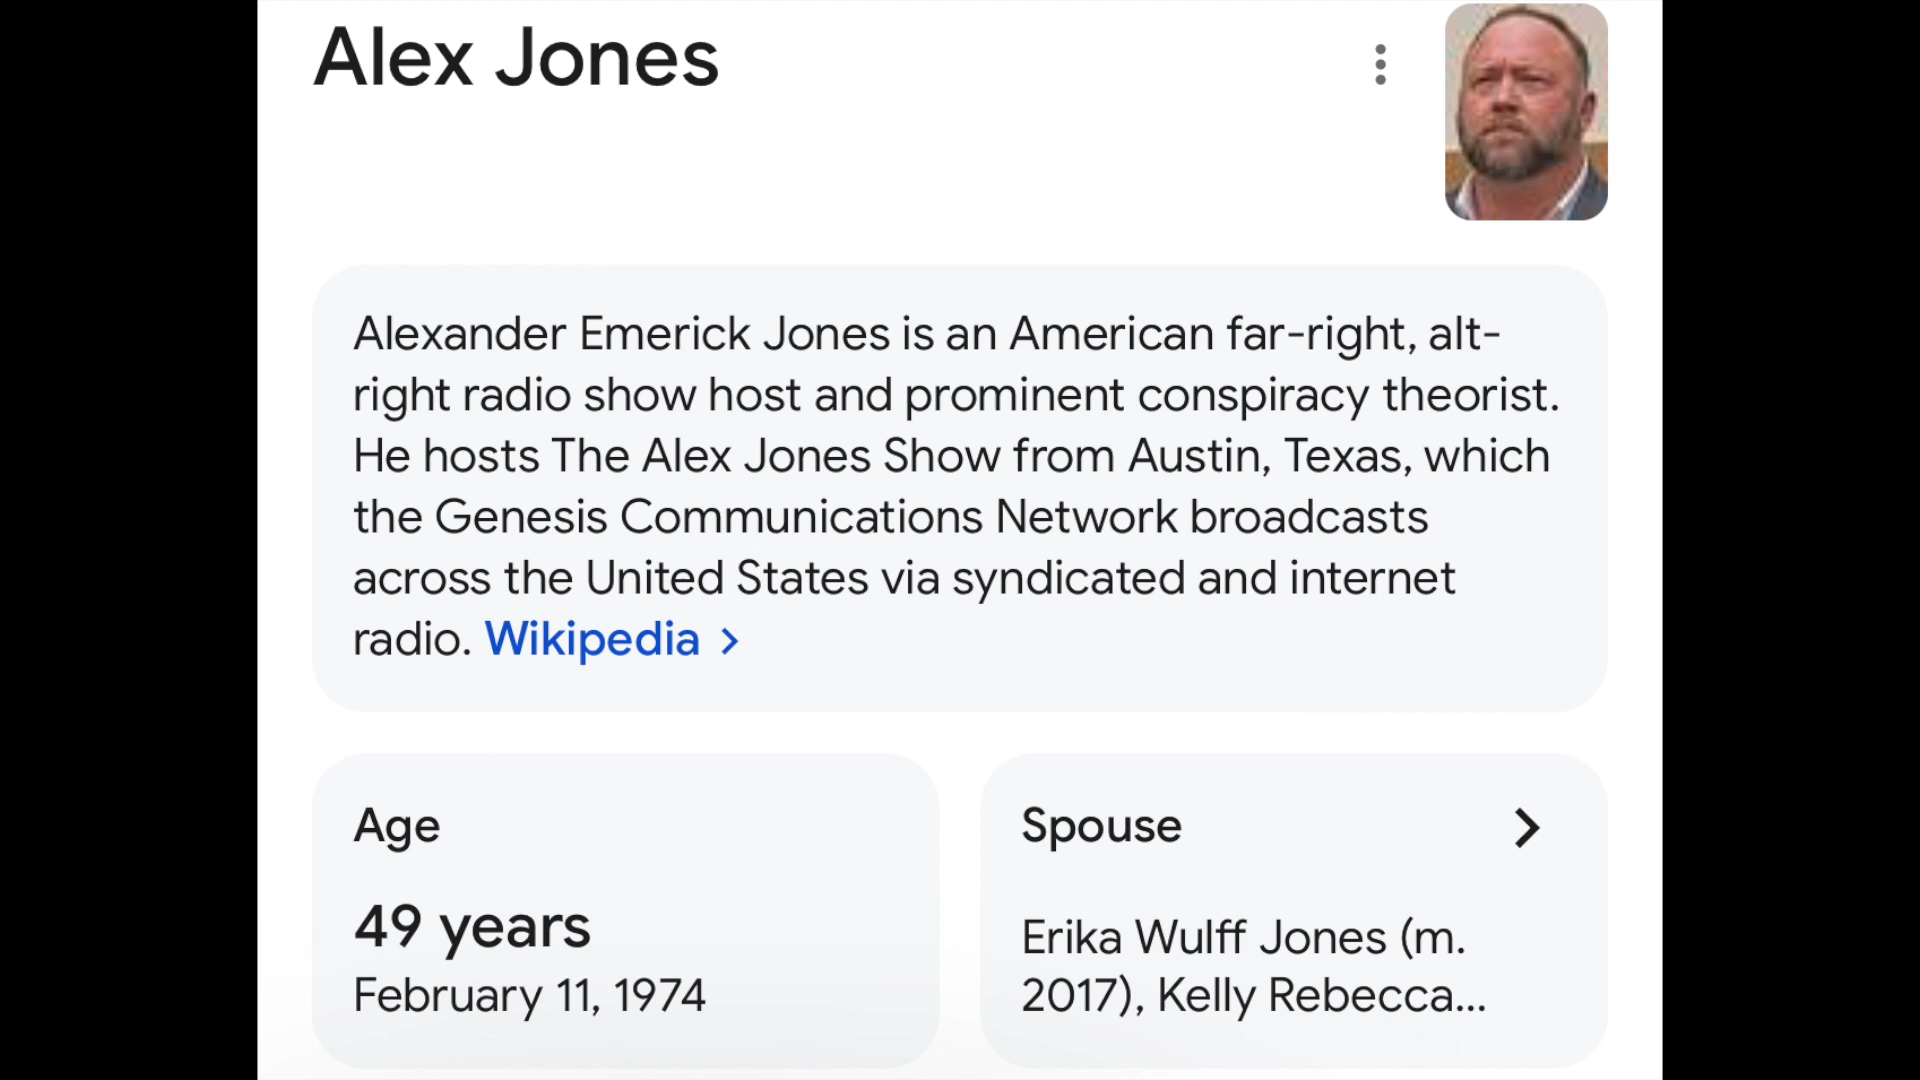 Alex Jones
Alexander Emerick Jones is an American far-right, alt-
right radio show host and prominent conspiracy theorist.
He hosts The Alex Jones Show from Austin, Texas, which
the Genesis Communications Network broadcasts
across the United States via syndicated and internet
radio. Wikipedia >
Age
49 years
February 11, 1974
Spouse
Erika Wulff Jones (m.
2017), Kelly Rebecca...